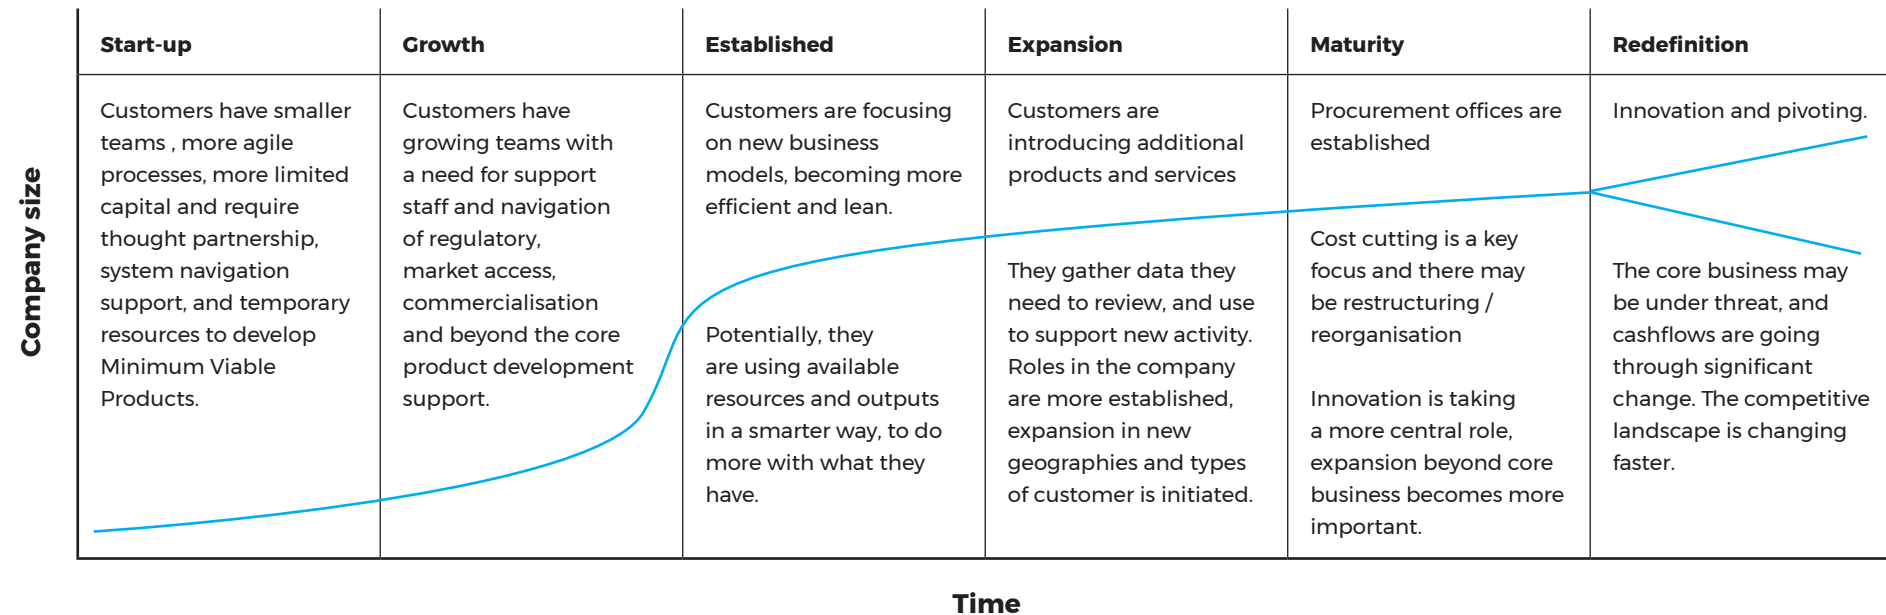 Company size
Start-up
Customers have smaller
teams , more agile
processes, more limited
capital and require
thought partnership,
system navigation
support, and temporary
resources to develop
Minimum Viable
Products.
Growth
Customers have
growing teams with
a need for support
staff and navigation
of regulatory,
market access,
commercialisation
and beyond the core
product development
support.
Established
Customers are focusing
on new business
models, becoming more
efficient and lean.
Potentially, they
are using available
resources and outputs
in a smarter way, to do
more with what they
have.
Expansion
Customers are
introducing additional
products and services
They gather data they
need to review, and use
to support new activity.
Roles in the company
are more established,
expansion in new
geographies and types
of customer is initiated.
Maturity
Procurement offices are
established
Cost cutting is a key
focus and there may
be restructuring /
reorganisation
Innovation is taking
a more central role,
expansion beyond core
business becomes more
important.
Redefinition
Innovation and pivoting.
The core business may
be under threat, and
cashflows are going
through significant
change. The competitive
landscape is changing
faster.
Time